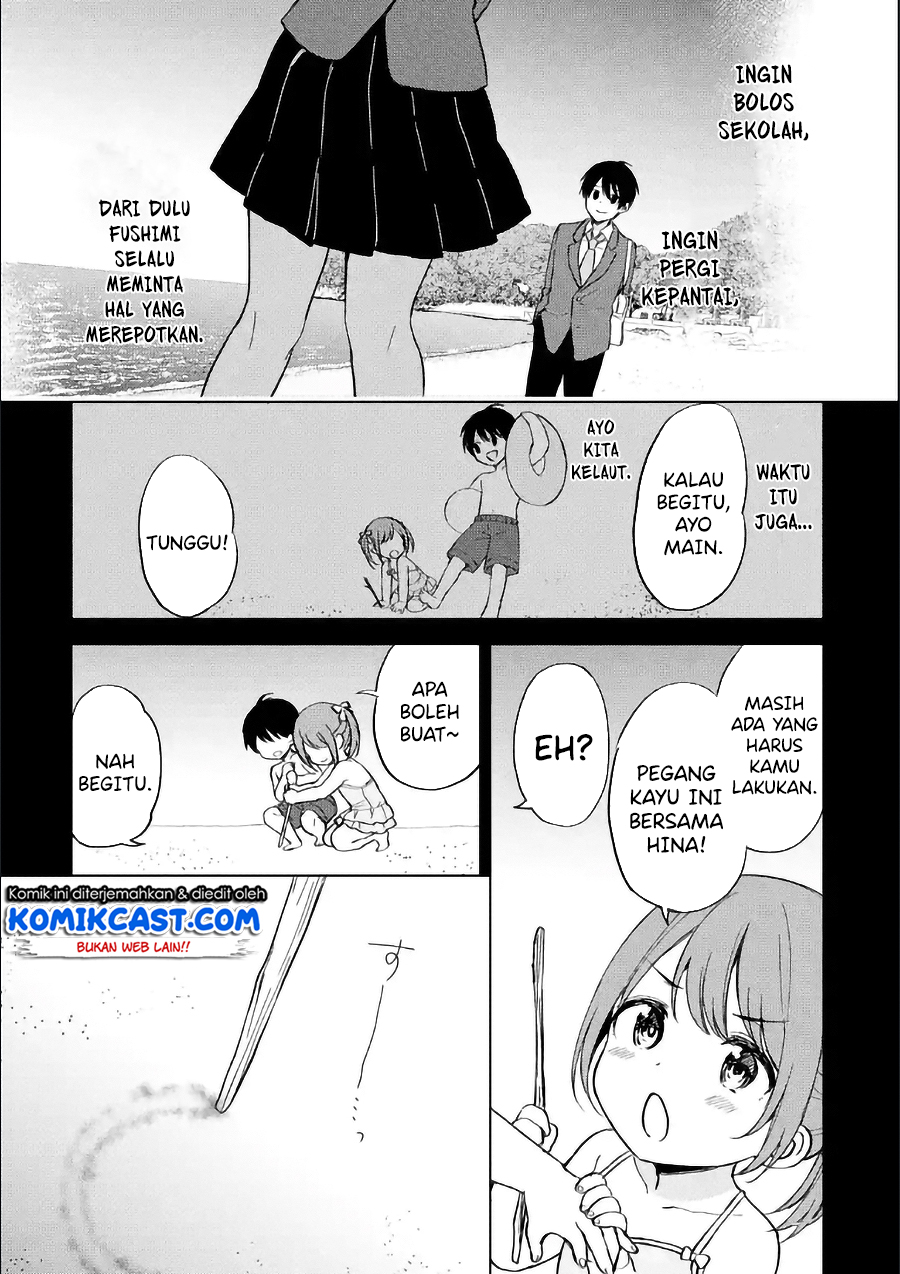 INGIN
BOLOS
SEKOLAH,
INGIN
PERGI
KEPANTAI,
DARI DULU
FUSHIMI
SELALU
MEMINTA
HAL YANG
MEREPOTKAN.
WAKTU
ITU
JUGA...
KALAU
BEGITU,
AYO
MAIN.
AYO
KITA
KELAUT.
TUNGGU!
MASIH
ADA YANG
HARUS
KAMU
LAKUKAN.
PEGANG
KAYU INI
BERSAMA
HINA!
EH?
APA
BOLEH
BUAT~
NAH
BEGITU.
Komik ini diterjemahkan & diedit oleh
KOMIKCAST.COM
BUKAN WEB LAIN!!
す